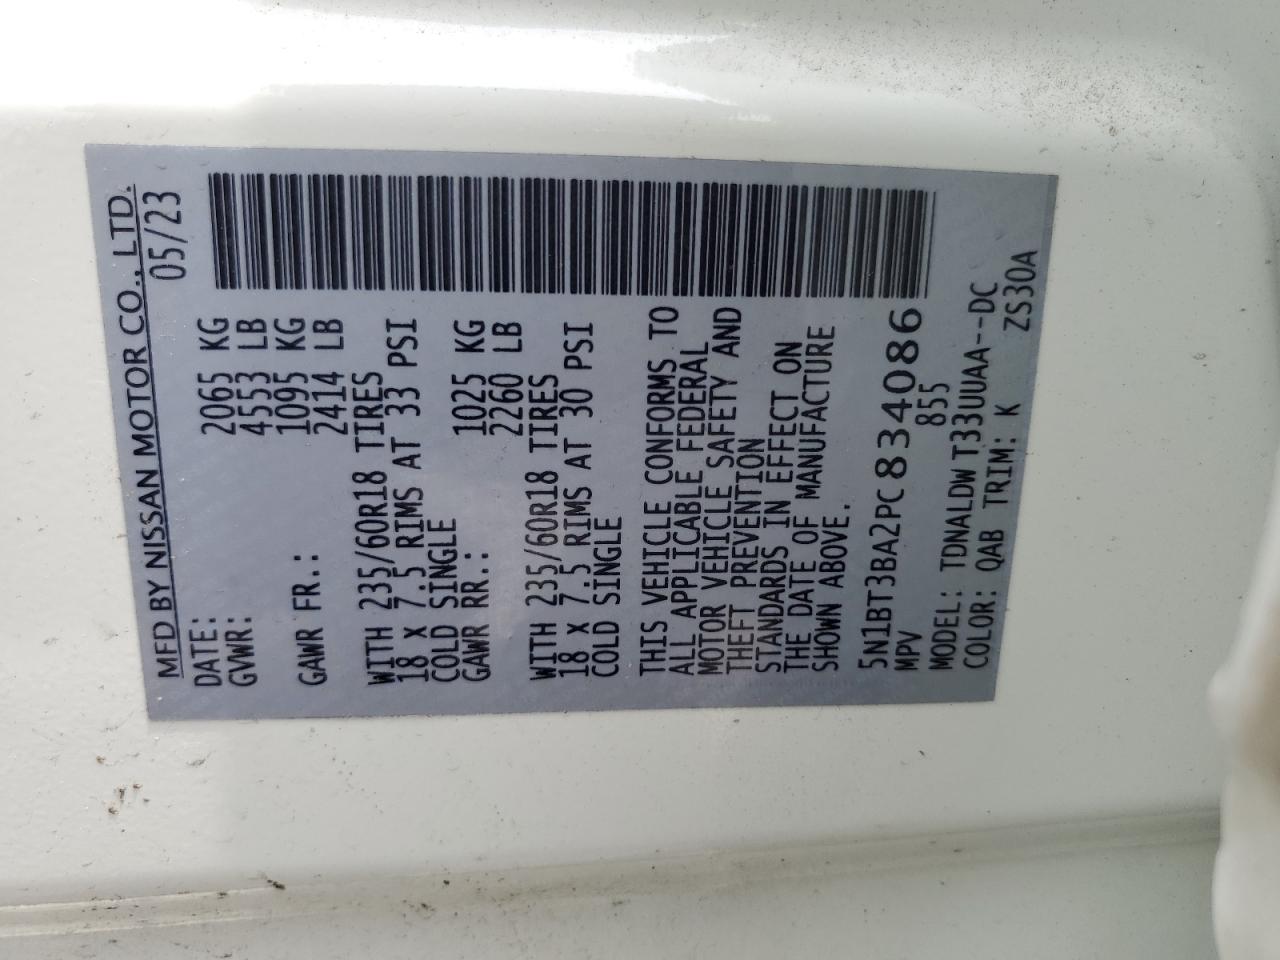 MFD BY NISSAN MOTOR CO., LTD.
DATE: 05/23
GVWR: 2065 KG
4553 LB
GAWR FR.: 1095 KG
2414 LB
WITH 235/60R18 TIRES
18 X 7.5 RIMS AT 33 PSI
COLD SINGLE
GAWR RR.: 1025 KG
2260 LB
WITH 235/60R18 TIRES
18 X 7.5 RIMS AT 30 PSI
COLD SINGLE
THIS VEHICLE CONFORMS TO
ALL APPLICABLE FEDERAL
MOTOR VEHICLE SAFETY AND
THEFT PREVENTION
STANDARDS IN EFFECT ON
THE DATE OF MANUFACTURE
SHOWN ABOVE.
5N1BT3BA2PC834086
MPV 855
MODEL: TDNALDWT33UUAA--DC
COLOR: QAB TRIM: K ZS30A